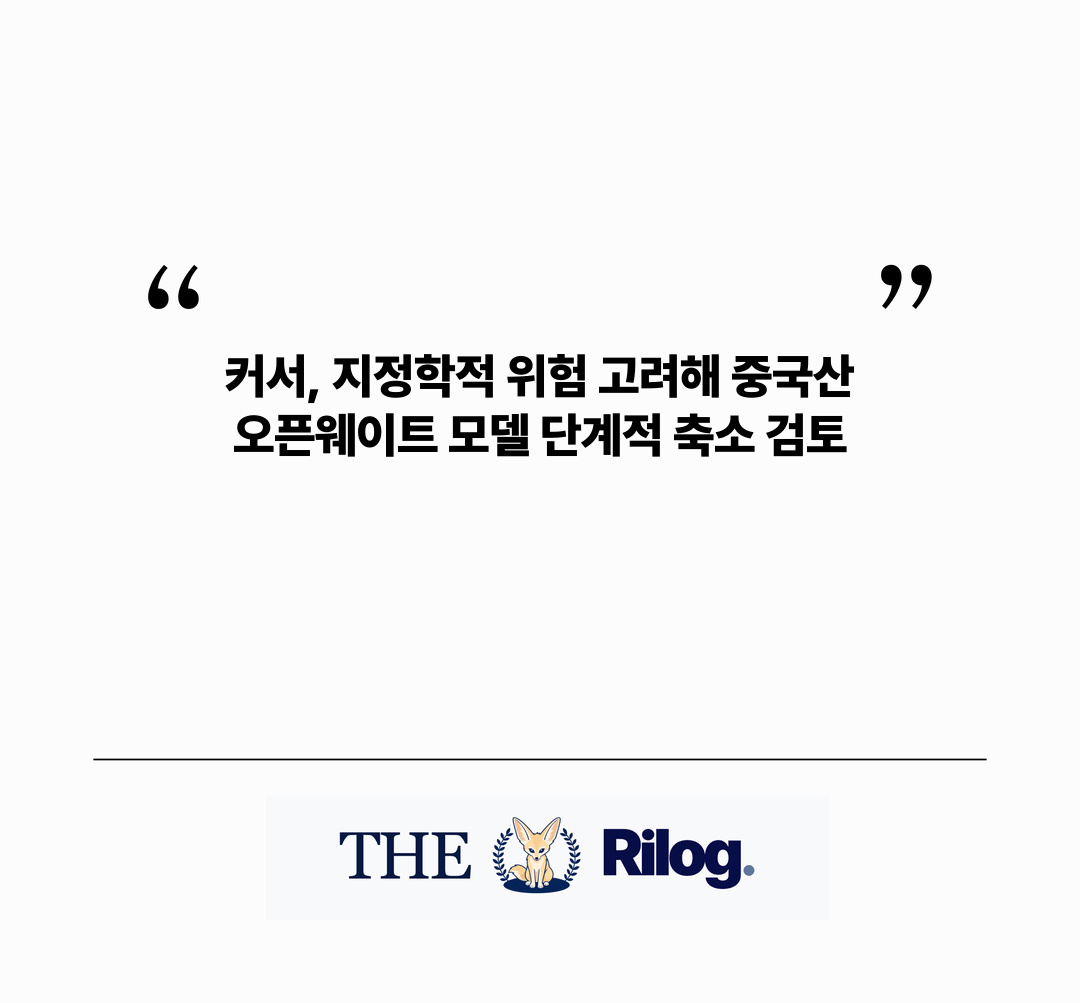 “ ”
커서, 지정학적 위험 고려해 중국산
오픈웨이트 모델 단계적 축소 검토
THE Rilog.